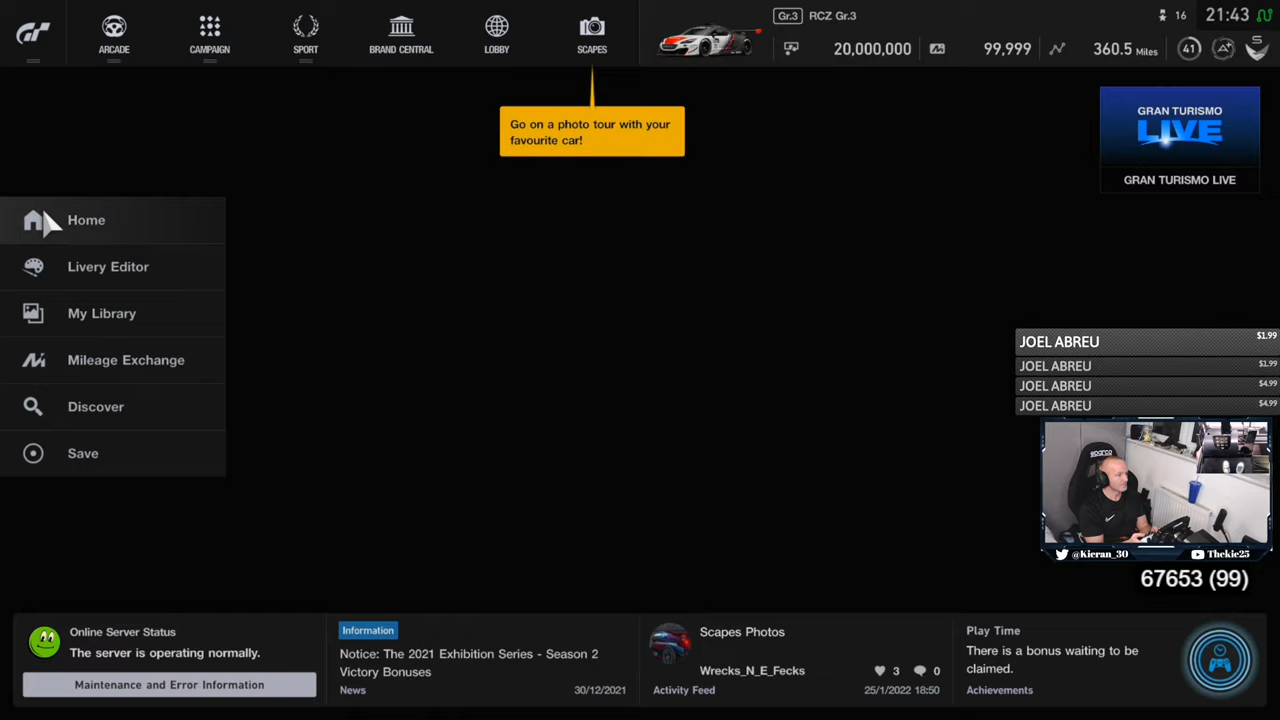 ARCADE
CAMPAIGN
SPORT
BRAND CENTRAL
LOBBY
SCAPES
Gr.3 RCZ Gr.3
16 21:43
20,000,000 99,999 360.5 Miles 41
Go on a photo tour with your
favourite car!
GRAN TURISMO
LIVE
GRAN TURISMO LIVE
Home
Livery Editor
My Library
Mileage Exchange
Discover
Save
JOEL ABREU $1.99
JOEL ABREU $1.99
JOEL ABREU $4.99
JOEL ABREU $4.99
sparco
@Kieran_30 Thekie25
67653 (99)
Online Server Status
The server is operating normally.
Maintenance and Error Information
Information
Notice: The 2021 Exhibition Series - Season 2
Victory Bonuses
News 30/12/2021
Scapes Photos
Wrecks_N_E_Fecks 3 0
Activity Feed 25/1/2022 18:50
Play Time
There is a bonus waiting to be
claimed.
Achievements